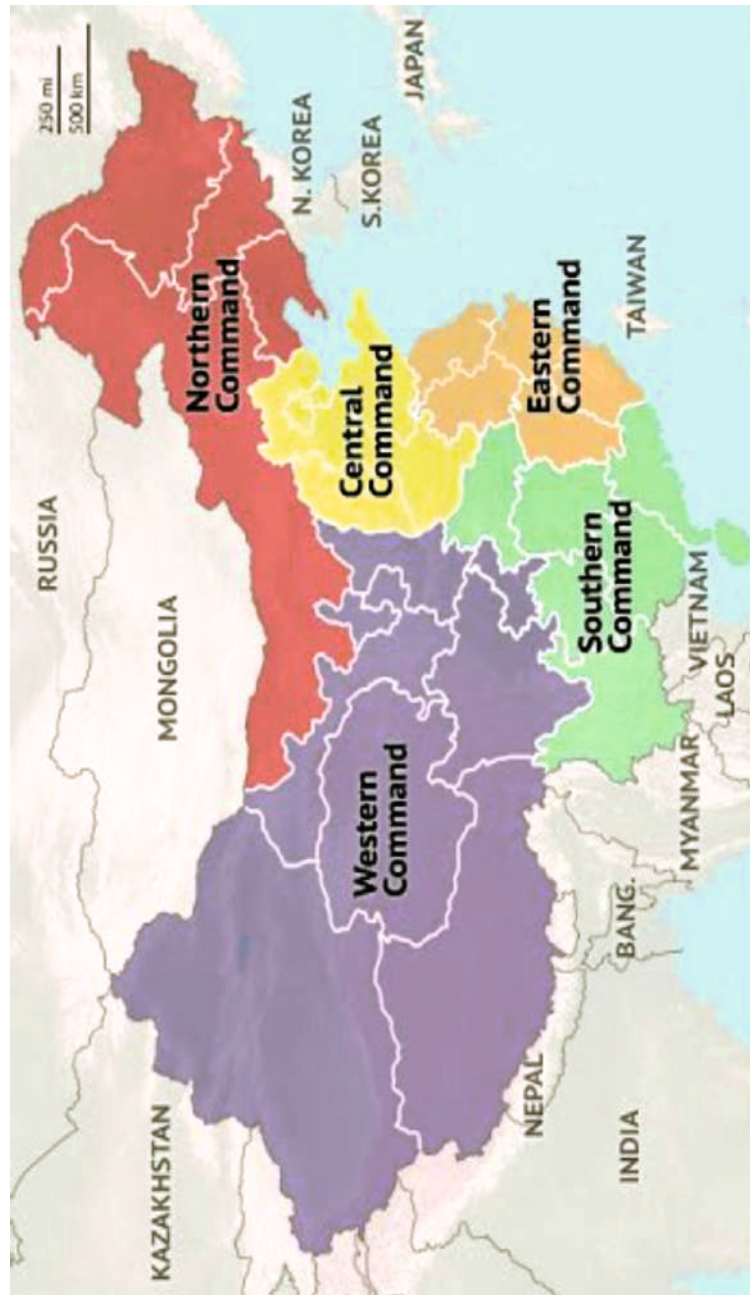 250 mi
500 km
RUSSIA
KAZAKHSTAN
MONGOLIA
Northern
Command
N. KOREA
JAPAN
S.KOREA
Central
Command
Western
Command
Eastern
Command
NEPAL
Southern
Command
TAIWAN
INDIA
BANG.
MYANMAR
VIETNAM
LAOS